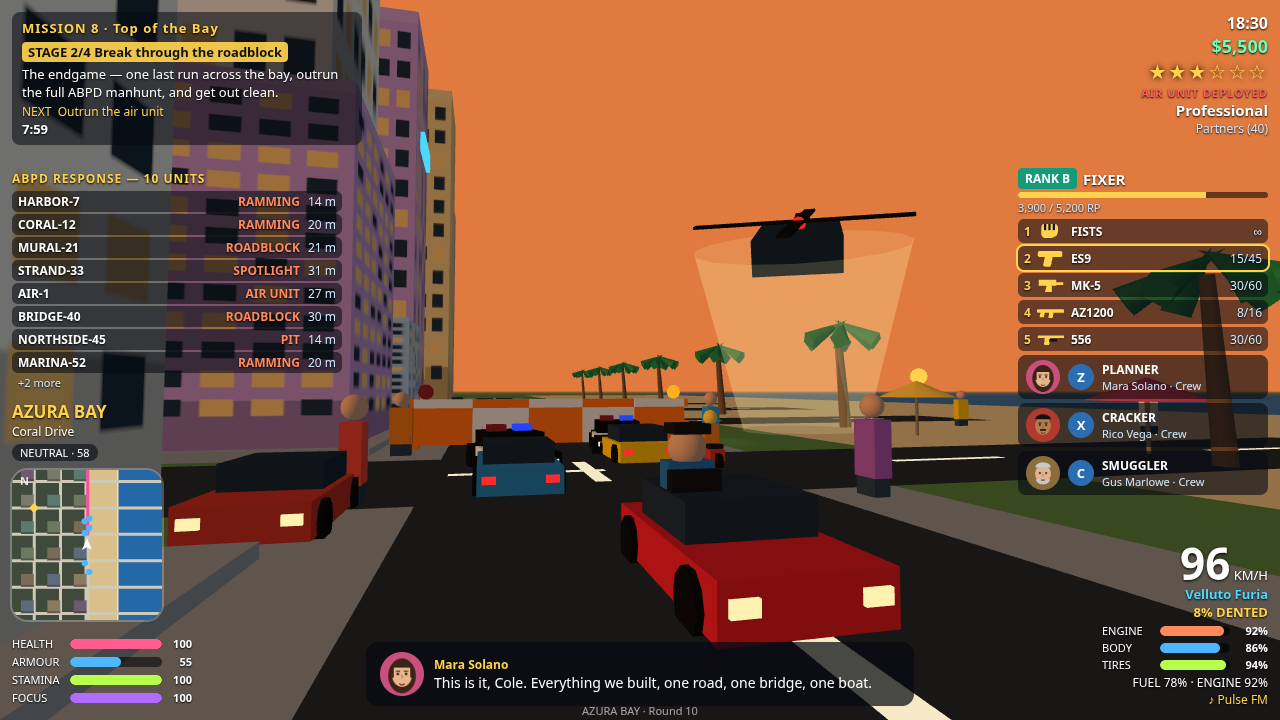 MISSION 8 · Top of the Bay
STAGE 2/4 Break through the roadblock
The endgame — one last run across the bay, outrun
the full ABPD manhunt, and get out clean.
NEXT Outrun the air unit
7:59
ABPD RESPONSE — 10 UNITS
HARBOR-7 RAMMING 14 m
CORAL-12 RAMMING 20 m
MURAL-21 ROADBLOCK 21 m
STRAND-33 SPOTLIGHT 31 m
AIR-1 AIR UNIT 27 m
BRIDGE-40 ROADBLOCK 30 m
NORTHSIDE-45 PIT 14 m
MARINA-52 RAMMING 20 m
+2 more
AZURA BAY
Coral Drive
NEUTRAL · 58
N
HEALTH 100
ARMOUR 55
STAMINA 100
FOCUS 100
18:30
$5,500
★★★☆☆☆
AIR UNIT DEPLOYED
Professional
Partners (40)
RANK B FIXER
3,900 / 5,200 RP
1 FISTS ∞
2 ES9 15/45
3 MK-5 30/60
4 AZ1200 8/16
5 556 30/60
Z PLANNER
Mara Solano · Crew
X CRACKER
Rico Vega · Crew
C SMUGGLER
Gus Marlowe · Crew
96 KM/H
Velluto Furia
8% DENTED
ENGINE 92%
BODY 86%
TIRES 94%
FUEL 78% · ENGINE 92%
♪ Pulse FM
Mara Solano
This is it, Cole. Everything we built, one road, one bridge, one boat.
AZURA BAY · Round 10